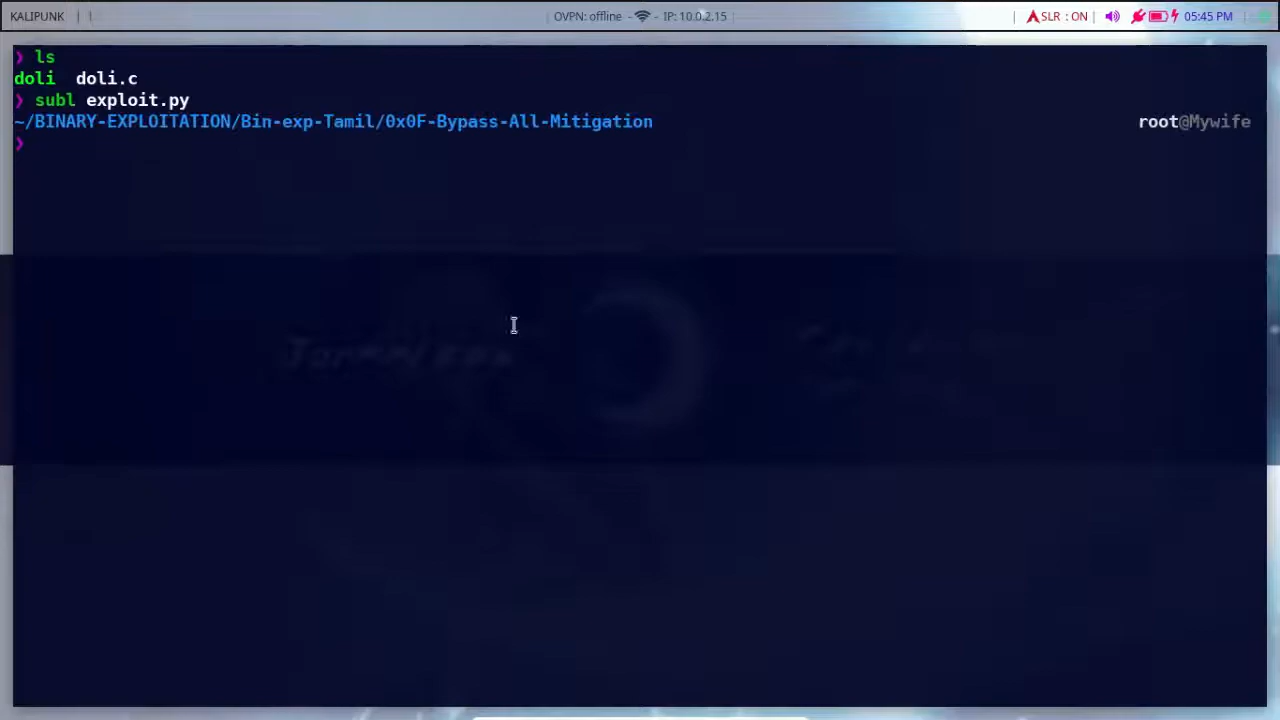 KALIPUNK | | | OVPN: offline - - IP: 10.0.2.15 | | SLR : ON | 05:45 PM
❯ ls
doli doli.c
❯ subl exploit.py
~/BINARY-EXPLOITATION/Bin-exp-Tamil/0x0F-Bypass-All-Mitigation root@Mywife
❯